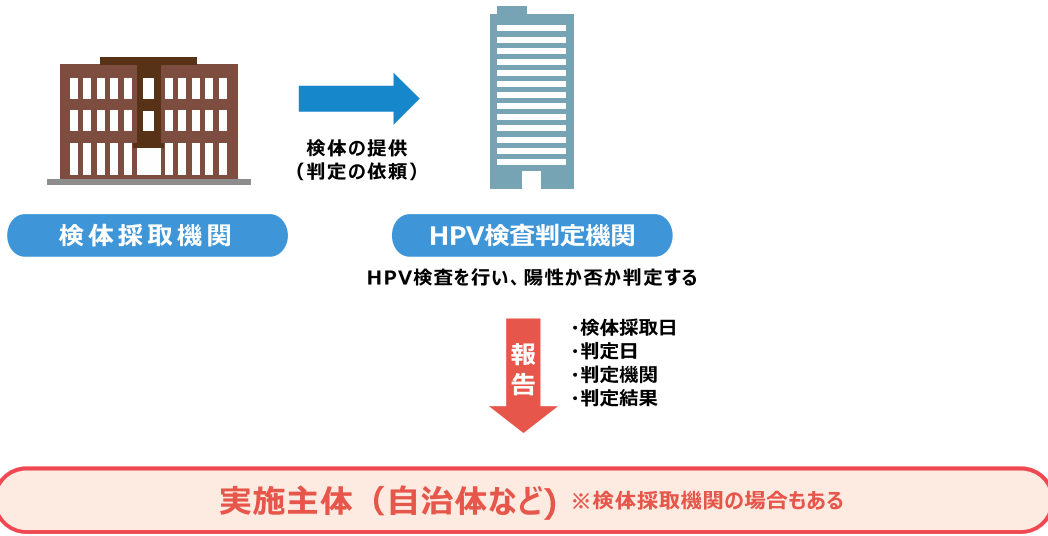 検体の提供
（判定の依頼）
検体採取機関
HPV検査判定機関
HPV検査を行い、陽性か否か判定する
報告
・検体採取日
・判定日
・判定機関
・判定結果
実施主体（自治体など）※検体採取機関の場合もある